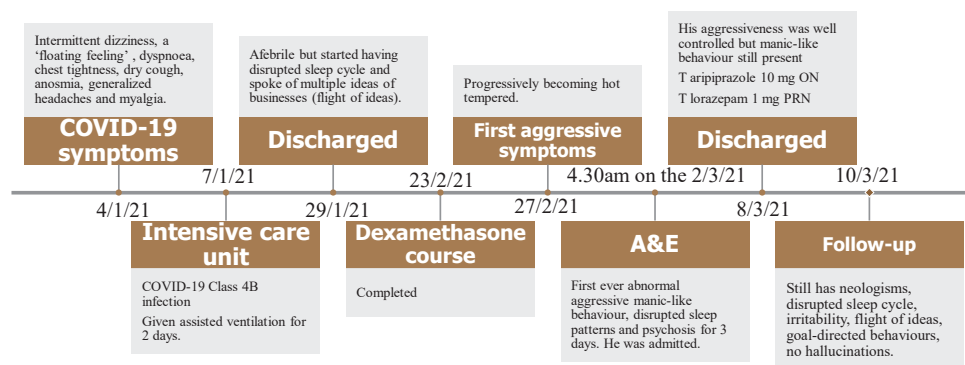 Intermittent dizziness, a
‘floating feeling’ , dyspnoea,
chest tightness, dry cough,
anosmia, generalized
headaches and myalgia.
COVID-19
symptoms
4/1/21
7/1/21
Intensive care
unit
COVID-19 Class 4B
infection
Given assisted ventilation for
2 days.
Afebrile but started having
disrupted sleep cycle and
spoke of multiple ideas of
businesses (flight of ideas).
Discharged
29/1/21
23/2/21
Dexamethasone
course
Completed
Progressively becoming hot
tempered.
First aggressive
symptoms
27/2/21
4.30am on the 2/3/21
A&E
First ever abnormal
aggressive manic-like
behaviour, disrupted sleep
patterns and psychosis for 3
days. He was admitted.
His aggressiveness was well
controlled but manic-like
behaviour still present
T aripiprazole 10 mg ON
T lorazepam 1 mg PRN
Discharged
8/3/21
10/3/21
Follow-up
Still has neologisms,
disrupted sleep cycle,
irritability, flight of ideas,
goal-directed behaviours,
no hallucinations.